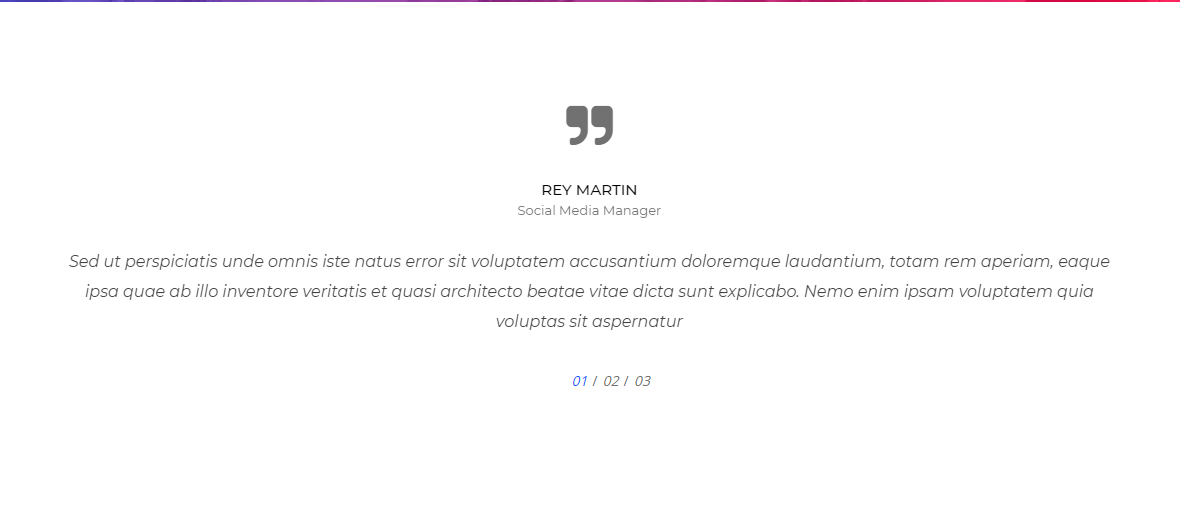 REY MARTIN
Social Media Manager
Sed ut perspiciatis unde omnis iste natus error sit voluptatem accusantium doloremque laudantium, totam rem aperiam, eaque
ipsa quae ab illo inventore veritatis et quasi architecto beatae vitae dicta sunt explicabo. Nemo enim ipsam voluptatem quia
voluptas sit aspernatur
01 / 02 / 03